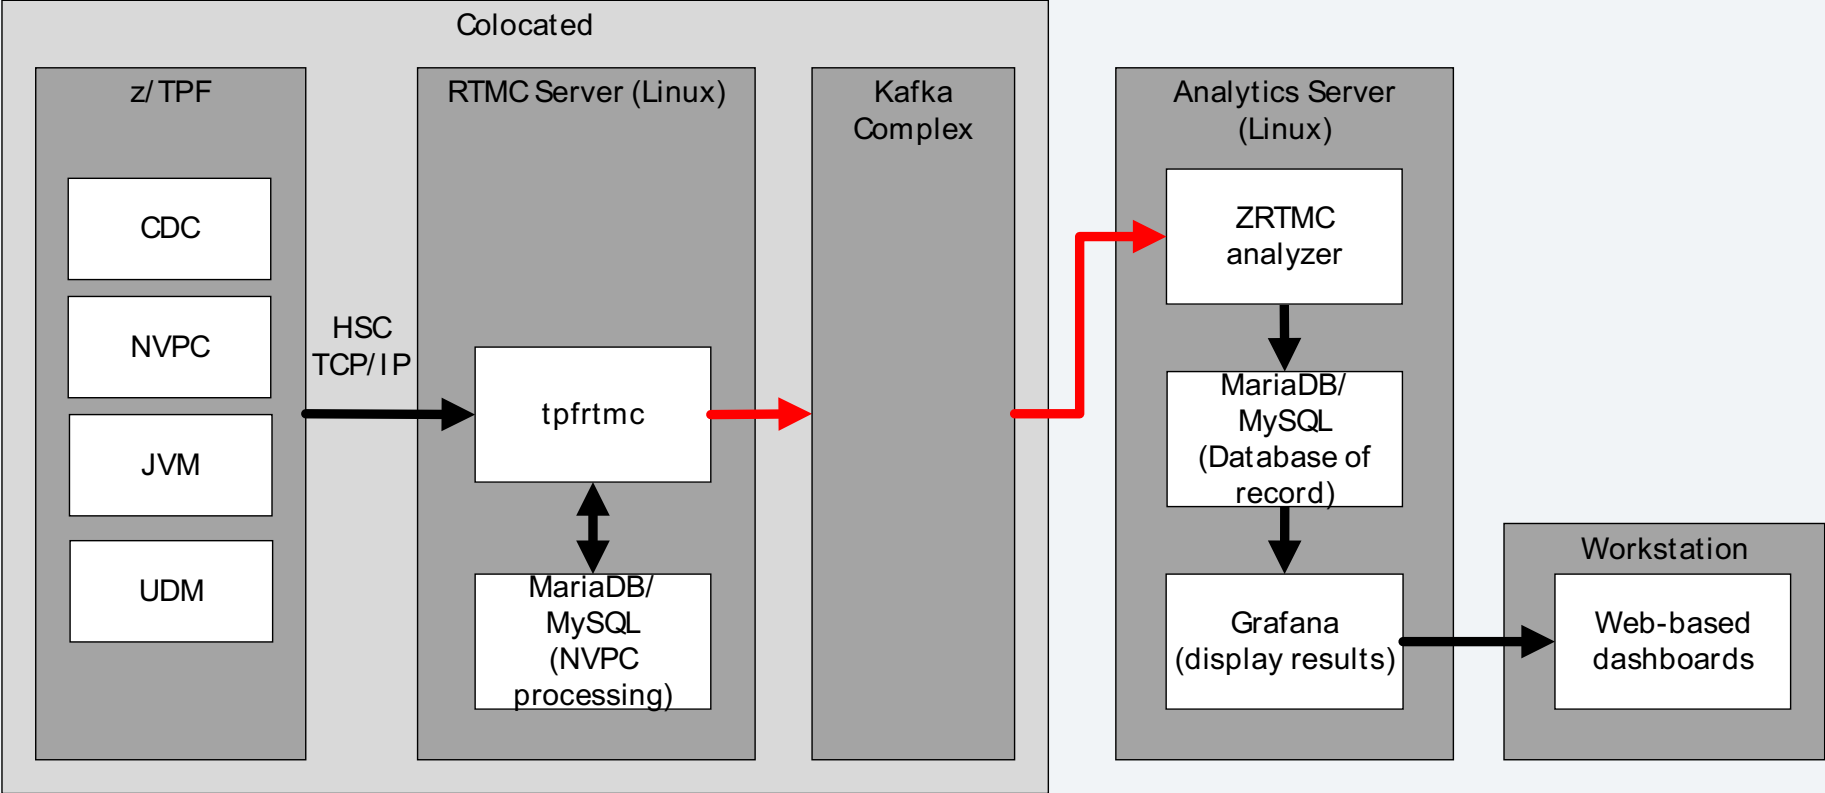 Colocated
z/TPF
CDC
NVPC
JVM
UDM
HSC
TCP/IP
RTMC Server (Linux)
tpfrtmc
MariaDB/
MySQL
(NVPC
processing)
Kafka
Complex
Analytics Server
(Linux)
ZRTMC
analyzer
MariaDB/
MySQL
(Database of
record)
Grafana
(display results)
Workstation
Web-based
dashboards